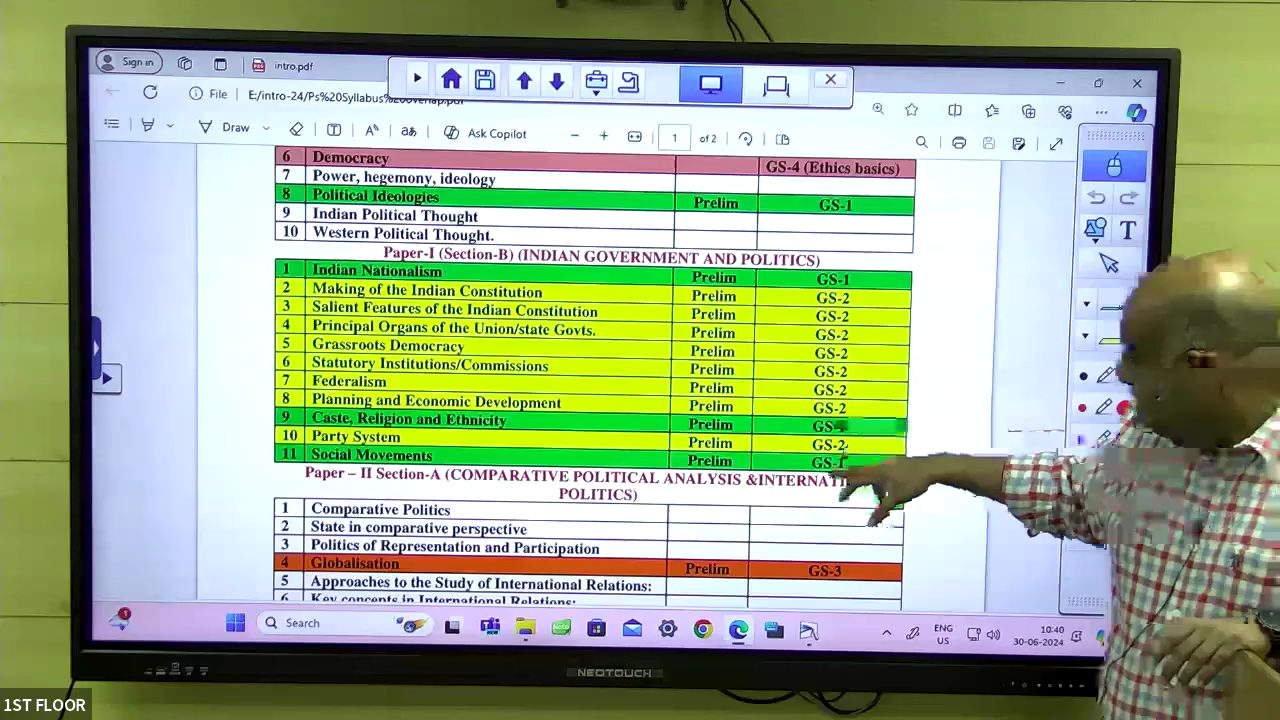 Sign in
intro.pdf
File E:/intro-24/Ps%20Syllabus%20overlap.pdf
Draw Ask Copilot 1 of 2
6 Democracy GS-4 (Ethics basics)
7 Power, hegemony, ideology
8 Political Ideologies Prelim GS-1
9 Indian Political Thought
10 Western Political Thought.
Paper-I (Section-B) (INDIAN GOVERNMENT AND POLITICS)
1 Indian Nationalism Prelim GS-1
2 Making of the Indian Constitution Prelim GS-2
3 Salient Features of the Indian Constitution Prelim GS-2
4 Principal Organs of the Union/state Govts. Prelim GS-2
5 Grassroots Democracy Prelim GS-2
6 Statutory Institutions/Commissions Prelim GS-2
7 Federalism Prelim GS-2
8 Planning and Economic Development Prelim GS-2
9 Caste, Religion and Ethnicity Prelim
10 Party System Prelim GS-2
11 Social Movements Prelim GS-1
Paper – II Section-A (COMPARATIVE POLITICAL ANALYSIS &
POLITICS)
1 Comparative Politics
2 State in comparative perspective
3 Politics of Representation and Participation
4 Globalisation Prelim GS-3
5 Approaches to the Study of International Relations:
6 Key concepts in International Relations:
Search
ENG
US
10:40
30-06-2024
NEOTOUCH
1ST FLOOR